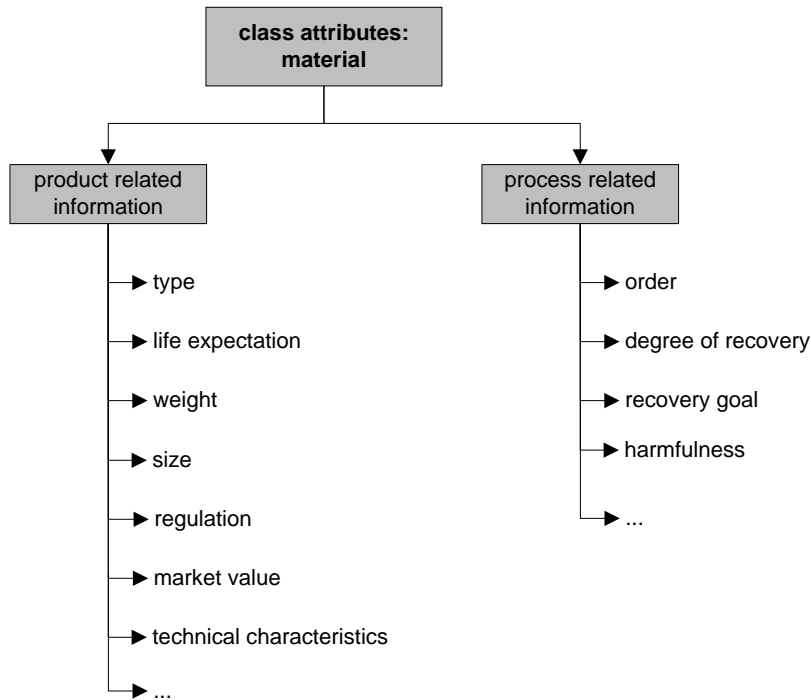 class attributes:
material
product related
information
type
life expectation
weight
size
regulation
market value
technical characteristics
...
process related
information
order
degree of recovery
recovery goal
harmfulness
...